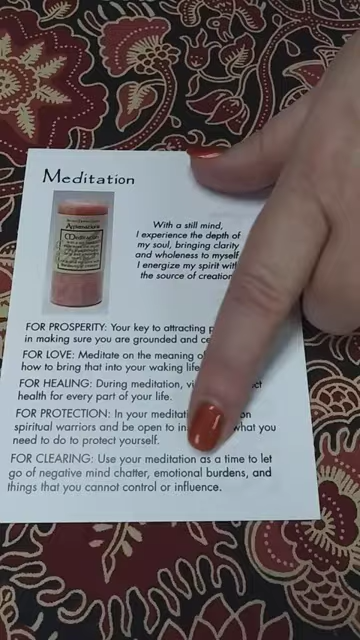 Meditation
Affirmation
Meditation
With a still mind,
I experience the depth of
my soul, bringing clarity
and wholeness to myself
I energize my spirit with
the source of creation
FOR PROSPERITY: Your key to attracting
in making sure you are grounded and
FOR LOVE: Meditate on the meaning of
how to bring that into your waking life
FOR HEALING: During meditation,
health for every part of your life.
FOR PROTECTION: In your on
spiritual warriors and be open to what you
need to do to protect yourself.
FOR CLEARING: Use your meditation as a time to let
go of negative mind chatter, emotional burdens, and
things that you cannot control or influence.